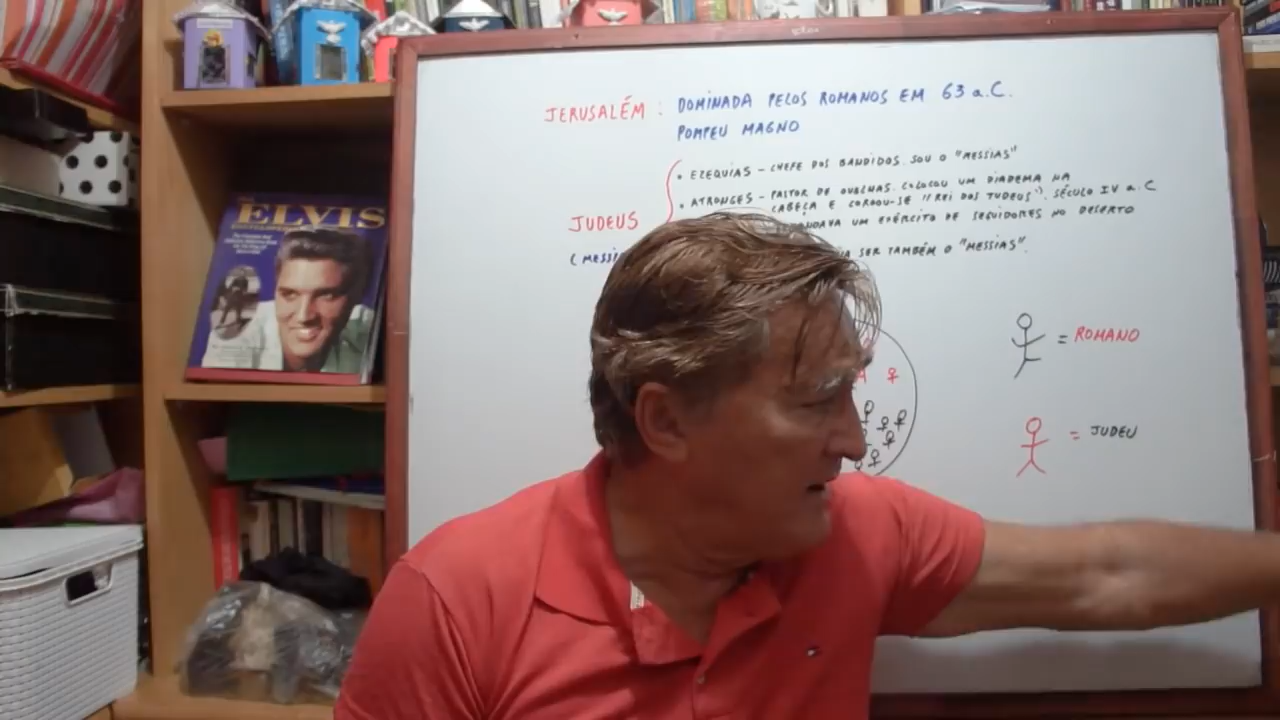 ELVIS
JERUSALÉM : DOMINADA PELOS ROMANOS EM 63 a.C.
POMPEU MAGNO
JUDEUS
• EZEQUIAS - CHEFE DOS BANDIDOS. SOU O "MESSIAS"
• ATRONGES - PASTOR DE OVALHAS. COLOCOU UM DIADEMA NA
CABEÇA E COROOU-SE "REI DOS JUDEUS". SÉCULO IV a.C
UM EXÉRCITO DE SEGUIDORES NO DESERTO
SER TAMBÉM O "MESSIAS".
= ROMANO
= JUDEU